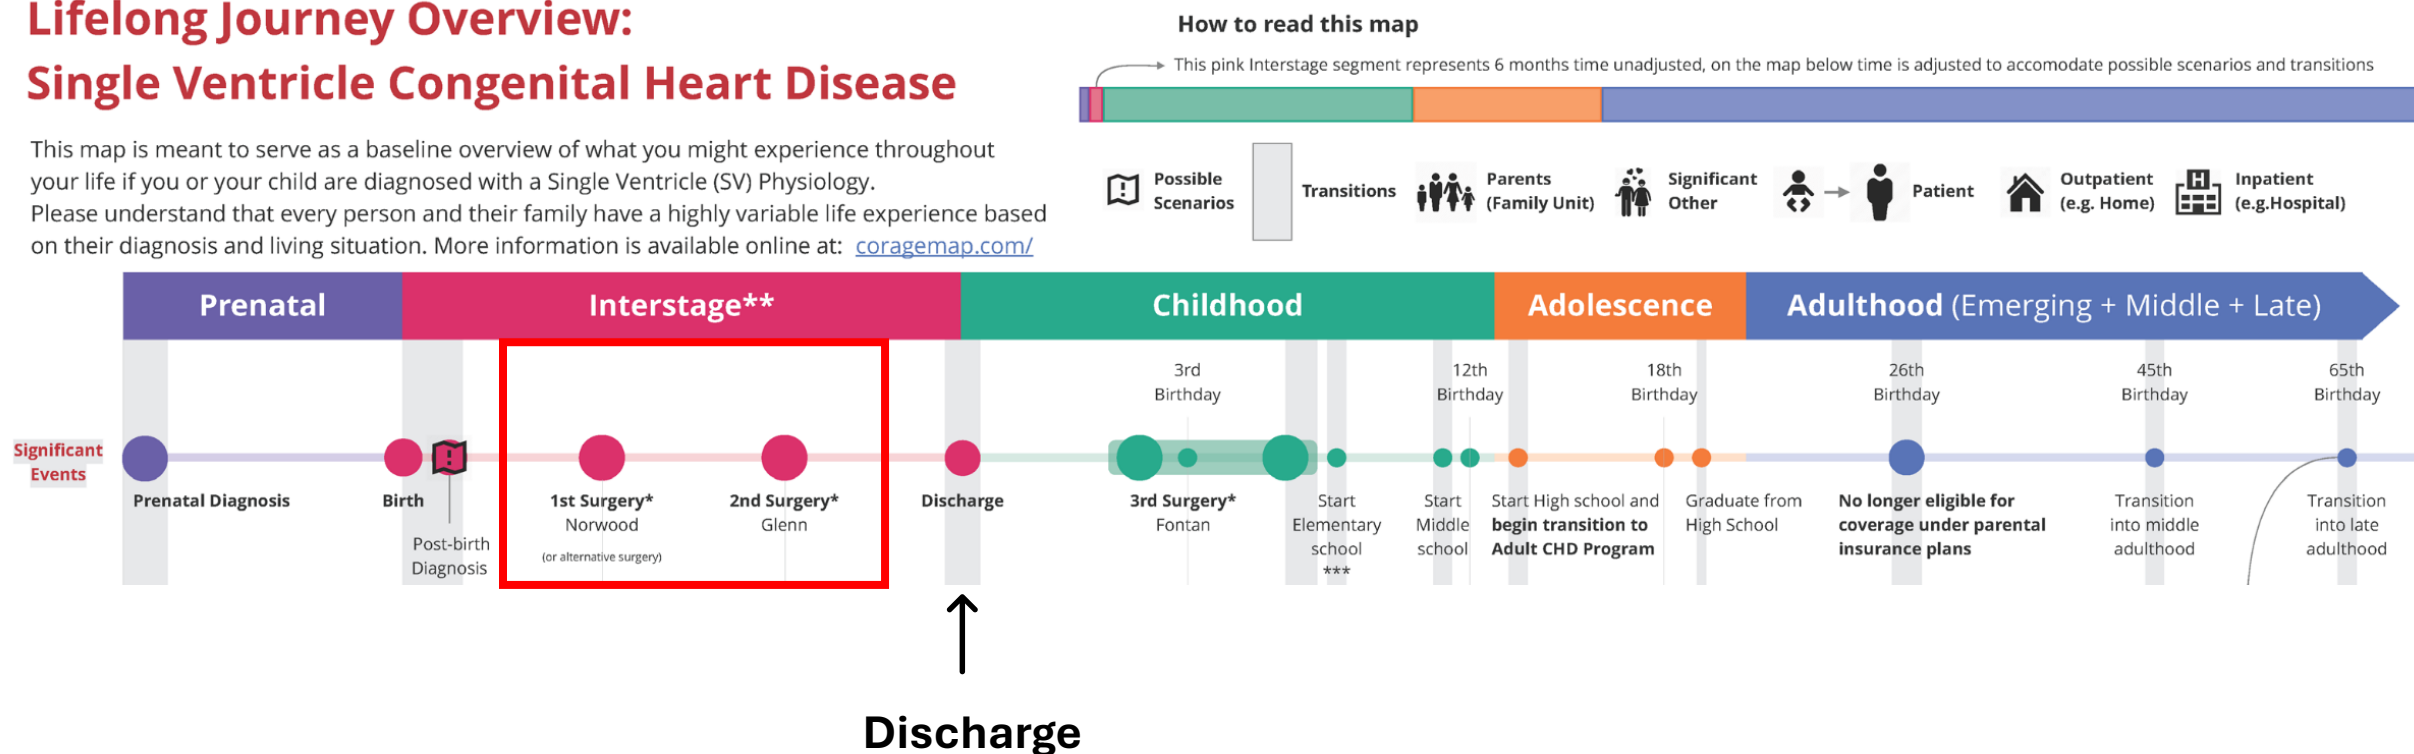 Lifelong Journey Overview:
Single Ventricle Congenital Heart Disease
This map is meant to serve as a baseline overview of what you might experience throughout
your life if you or your child are diagnosed with a Single Ventricle (SV) Physiology.
Please understand that every person and their family have a highly variable life experience based
on their diagnosis and living situation. More information is available online at: coragemap.com/
How to read this map
This pink Interstage segment represents 6 months time unadjusted, on the map below time is adjusted to accomodate possible scenarios and transitions
Possible
Scenarios
Transitions
Parents
(Family Unit)
Significant
Other
Patient
Outpatient
(e.g. Home)
H
Inpatient
(e.g.Hospital)
Prenatal
Interstage**
Childhood
Adolescence
Adulthood (Emerging + Middle + Late)
3rd
Birthday
12th
Birthday
18th
Birthday
26th
Birthday
45th
Birthday
65th
Birthday
Significant
Events
Prenatal Diagnosis
Birth
Post-birth
Diagnosis
1st Surgery*
Norwood
(or alternative surgery)
2nd Surgery*
Glenn
Discharge
3rd Surgery*
Fontan
Start
Elementary
school
***
Start
Middle
school
Start High school and
begin transition to
Adult CHD Program
Graduate from
High School
No longer eligible for
coverage under parental
insurance plans
Transition
into middle
adulthood
Transition
into late
adulthood
Discharge